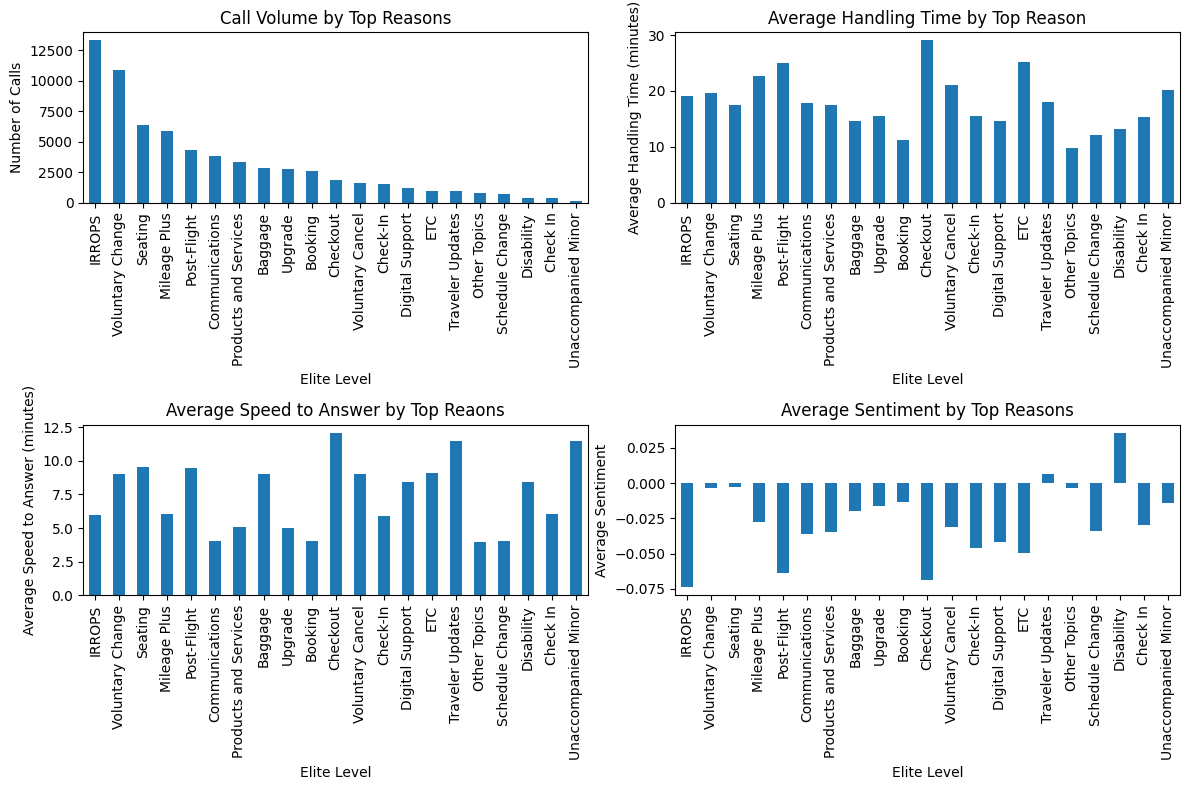 Call Volume by Top Reasons
Number of Calls
12500
10000
7500
5000
2500
0
IRROPS
Voluntary Change
Seating
Mileage Plus
Post-Flight
Communications
Products and Services
Baggage
Upgrade
Booking
Checkout
Voluntary Cancel
Check-In
Digital Support
ETC
Traveler Updates
Other Topics
Schedule Change
Disability
Check In
Unaccompanied Minor
Elite Level
Average Handling Time by Top Reason
Average Handling Time (minutes)
30
20
10
0
IRROPS
Voluntary Change
Seating
Mileage Plus
Post-Flight
Communications
Products and Services
Baggage
Upgrade
Booking
Checkout
Voluntary Cancel
Check-In
Digital Support
ETC
Traveler Updates
Other Topics
Schedule Change
Disability
Check In
Unaccompanied Minor
Elite Level
Average Speed to Answer by Top Reaons
Average Speed to Answer (minutes)
12.5
10.0
7.5
5.0
2.5
0.0
IRROPS
Voluntary Change
Seating
Mileage Plus
Post-Flight
Communications
Products and Services
Baggage
Upgrade
Booking
Checkout
Voluntary Cancel
Check-In
Digital Support
ETC
Traveler Updates
Other Topics
Schedule Change
Disability
Check In
Unaccompanied Minor
Elite Level
Average Sentiment by Top Reasons
Average Sentiment
0.025
0.000
−0.025
−0.050
−0.075
IRROPS
Voluntary Change
Seating
Mileage Plus
Post-Flight
Communications
Products and Services
Baggage
Upgrade
Booking
Checkout
Voluntary Cancel
Check-In
Digital Support
ETC
Traveler Updates
Other Topics
Schedule Change
Disability
Check In
Unaccompanied Minor
Elite Level